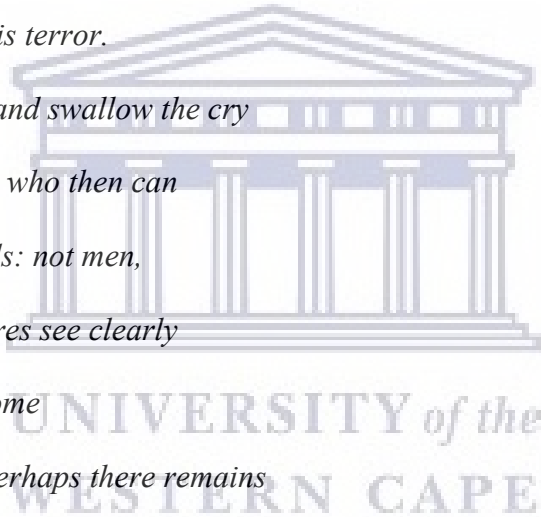 is terror.
and swallow the cry
who then can
s: not men,
res see clearly
ome
UNIVERSITY of the
erhaps there remains
WESTERN CAPE